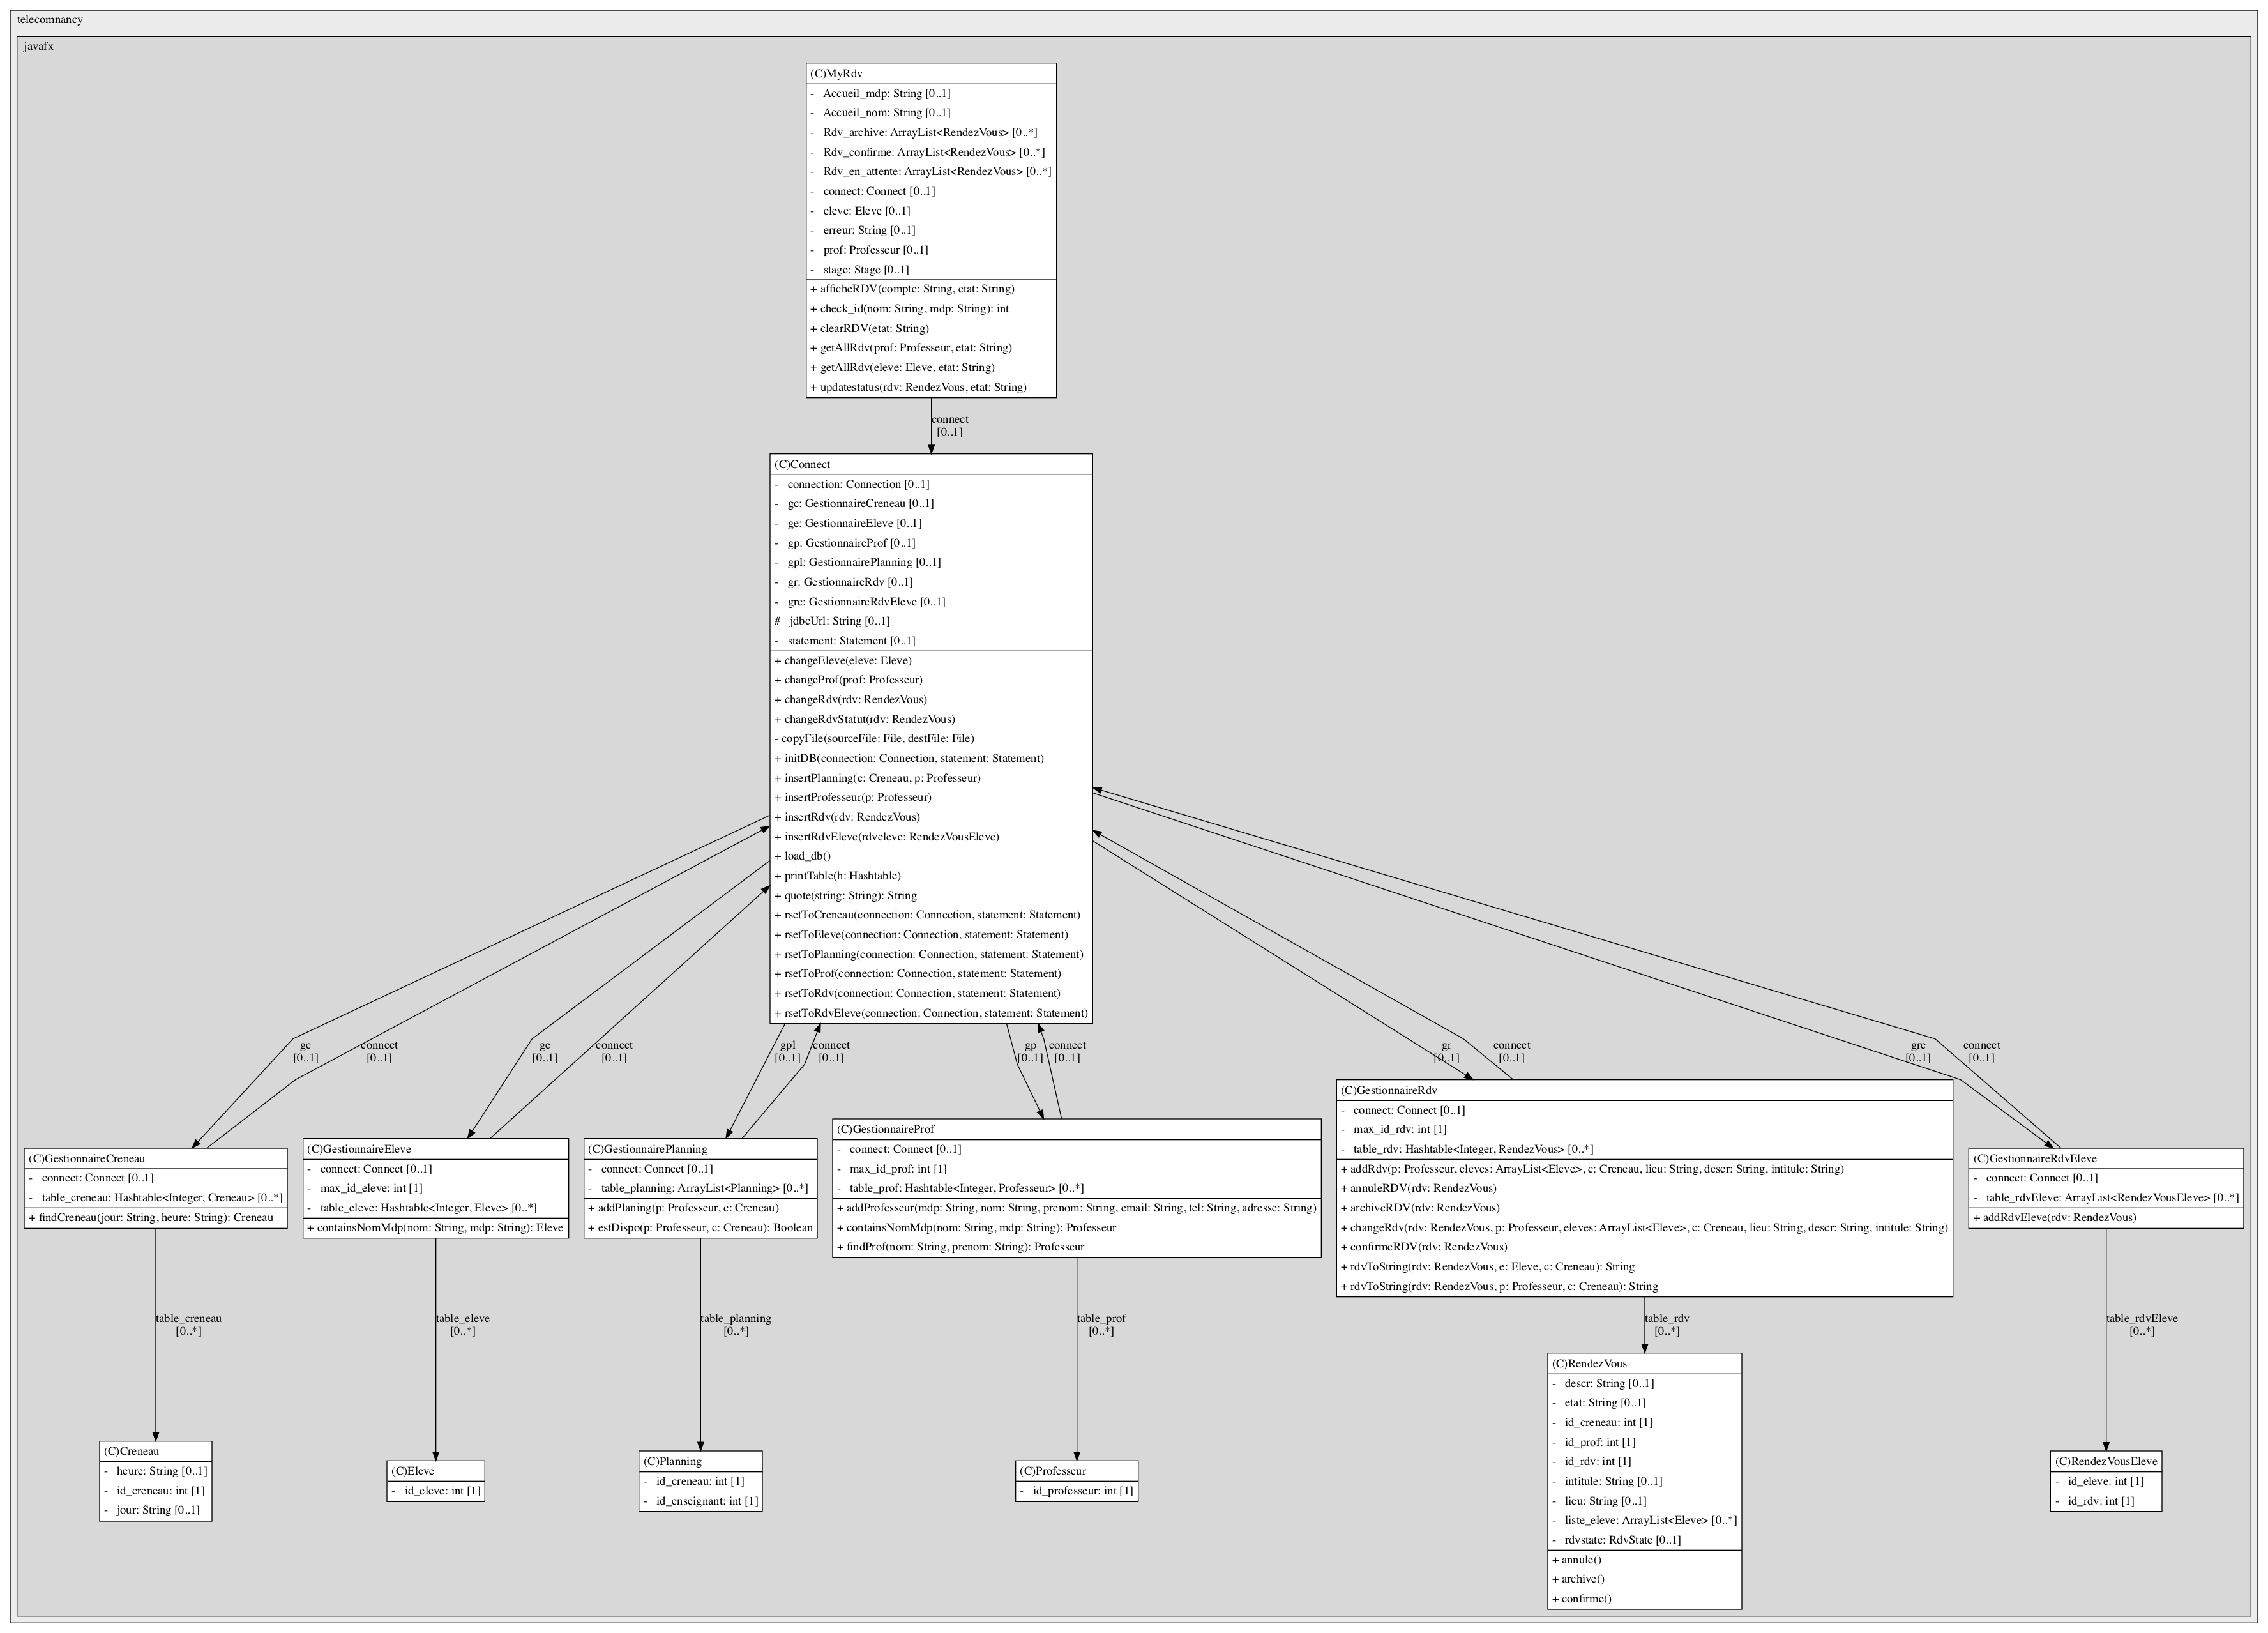 telecomnancy
javafx
(C)MyRdv
- Accueil_mdp: String [0..1]
- Accueil_nom: String [0..1]
- Rdv_archive: ArrayList<RendezVous> [0..*]
- Rdv_confirme: ArrayList<RendezVous> [0..*]
- Rdv_en_attente: ArrayList<RendezVous> [0..*]
- connect: Connect [0..1]
- eleve: Eleve [0..1]
- erreur: String [0..1]
- prof: Professeur [0..1]
- stage: Stage [0..1]
+ afficheRDV(compte: String, etat: String)
+ check_id(nom: String, mdp: String): int
+ clearRDV(etat: String)
+ getAllRdv(prof: Professeur, etat: String)
+ getAllRdv(eleve: Eleve, etat: String)
+ updatestatus(rdv: RendezVous, etat: String)
connect
[0..1]
(C)Connect
- connection: Connection [0..1]
- gc: GestionnaireCreneau [0..1]
- ge: GestionnaireEleve [0..1]
- gp: GestionnaireProf [0..1]
- gpl: GestionnairePlanning [0..1]
- gr: GestionnaireRdv [0..1]
- gre: GestionnaireRdvEleve [0..1]
# jdbcUrl: String [0..1]
- statement: Statement [0..1]
+ changeEleve(eleve: Eleve)
+ changeProf(prof: Professeur)
+ changeRdv(rdv: RendezVous)
+ changeRdvStatut(rdv: RendezVous)
- copyFile(sourceFile: File, destFile: File)
+ initDB(connection: Connection, statement: Statement)
+ insertPlanning(c: Creneau, p: Professeur)
+ insertProfesseur(p: Professeur)
+ insertRdv(rdv: RendezVous)
+ insertRdvEleve(rdveleve: RendezVousEleve)
+ load_db()
+ printTable(h: Hashtable)
+ quote(string: String): String
+ rsetToCreneau(connection: Connection, statement: Statement)
+ rsetToEleve(connection: Connection, statement: Statement)
+ rsetToPlanning(connection: Connection, statement: Statement)
+ rsetToProf(connection: Connection, statement: Statement)
+ rsetToRdv(connection: Connection, statement: Statement)
+ rsetToRdvEleve(connection: Connection, statement: Statement)
gc
[0..1]
connect
[0..1]
ge
[0..1]
connect
[0..1]
gpl
[0..1]
connect
[0..1]
gp
[0..1]
connect
[0..1]
gr
[0..1]
connect
[0..1]
gre
[0..1]
connect
[0..1]
(C)GestionnaireCreneau
- connect: Connect [0..1]
- table_creneau: Hashtable<Integer, Creneau> [0..*]
+ findCreneau(jour: String, heure: String): Creneau
(C)GestionnaireEleve
- connect: Connect [0..1]
- max_id_eleve: int [1]
- table_eleve: Hashtable<Integer, Eleve> [0..*]
+ containsNomMdp(nom: String, mdp: String): Eleve
(C)GestionnairePlanning
- connect: Connect [0..1]
- table_planning: ArrayList<Planning> [0..*]
+ addPlaning(p: Professeur, c: Creneau)
+ estDispo(p: Professeur, c: Creneau): Boolean
(C)GestionnaireProf
- connect: Connect [0..1]
- max_id_prof: int [1]
- table_prof: Hashtable<Integer, Professeur> [0..*]
+ addProfesseur(mdp: String, nom: String, prenom: String, email: String, tel: String, adresse: String)
+ containsNomMdp(nom: String, mdp: String): Professeur
+ findProf(nom: String, prenom: String): Professeur
(C)GestionnaireRdv
- connect: Connect [0..1]
- max_id_rdv: int [1]
- table_rdv: Hashtable<Integer, RendezVous> [0..*]
+ addRdv(p: Professeur, eleves: ArrayList<Eleve>, c: Creneau, lieu: String, descr: String, intitule: String)
+ annuleRDV(rdv: RendezVous)
+ archiveRDV(rdv: RendezVous)
+ changeRdv(rdv: RendezVous, p: Professeur, eleves: ArrayList<Eleve>, c: Creneau, lieu: String, descr: String, intitule: String)
+ confirmeRDV(rdv: RendezVous)
+ rdvToString(rdv: RendezVous, e: Eleve, c: Creneau): String
+ rdvToString(rdv: RendezVous, p: Professeur, c: Creneau): String
(C)GestionnaireRdvEleve
- connect: Connect [0..1]
- table_rdvEleve: ArrayList<RendezVousEleve> [0..*]
+ addRdvEleve(rdv: RendezVous)
table_creneau
[0..*]
table_eleve
[0..*]
table_planning
[0..*]
table_prof
[0..*]
table_rdv
[0..*]
table_rdvEleve
[0..*]
(C)Creneau
- heure: String [0..1]
- id_creneau: int [1]
- jour: String [0..1]
(C)Eleve
- id_eleve: int [1]
(C)Planning
- id_creneau: int [1]
- id_enseignant: int [1]
(C)Professeur
- id_professeur: int [1]
(C)RendezVous
- descr: String [0..1]
- etat: String [0..1]
- id_creneau: int [1]
- id_prof: int [1]
- id_rdv: int [1]
- intitule: String [0..1]
- lieu: String [0..1]
- liste_eleve: ArrayList<Eleve> [0..*]
- rdvstate: RdvState [0..1]
+ annule()
+ archive()
+ confirme()
(C)RendezVousEleve
- id_eleve: int [1]
- id_rdv: int [1]